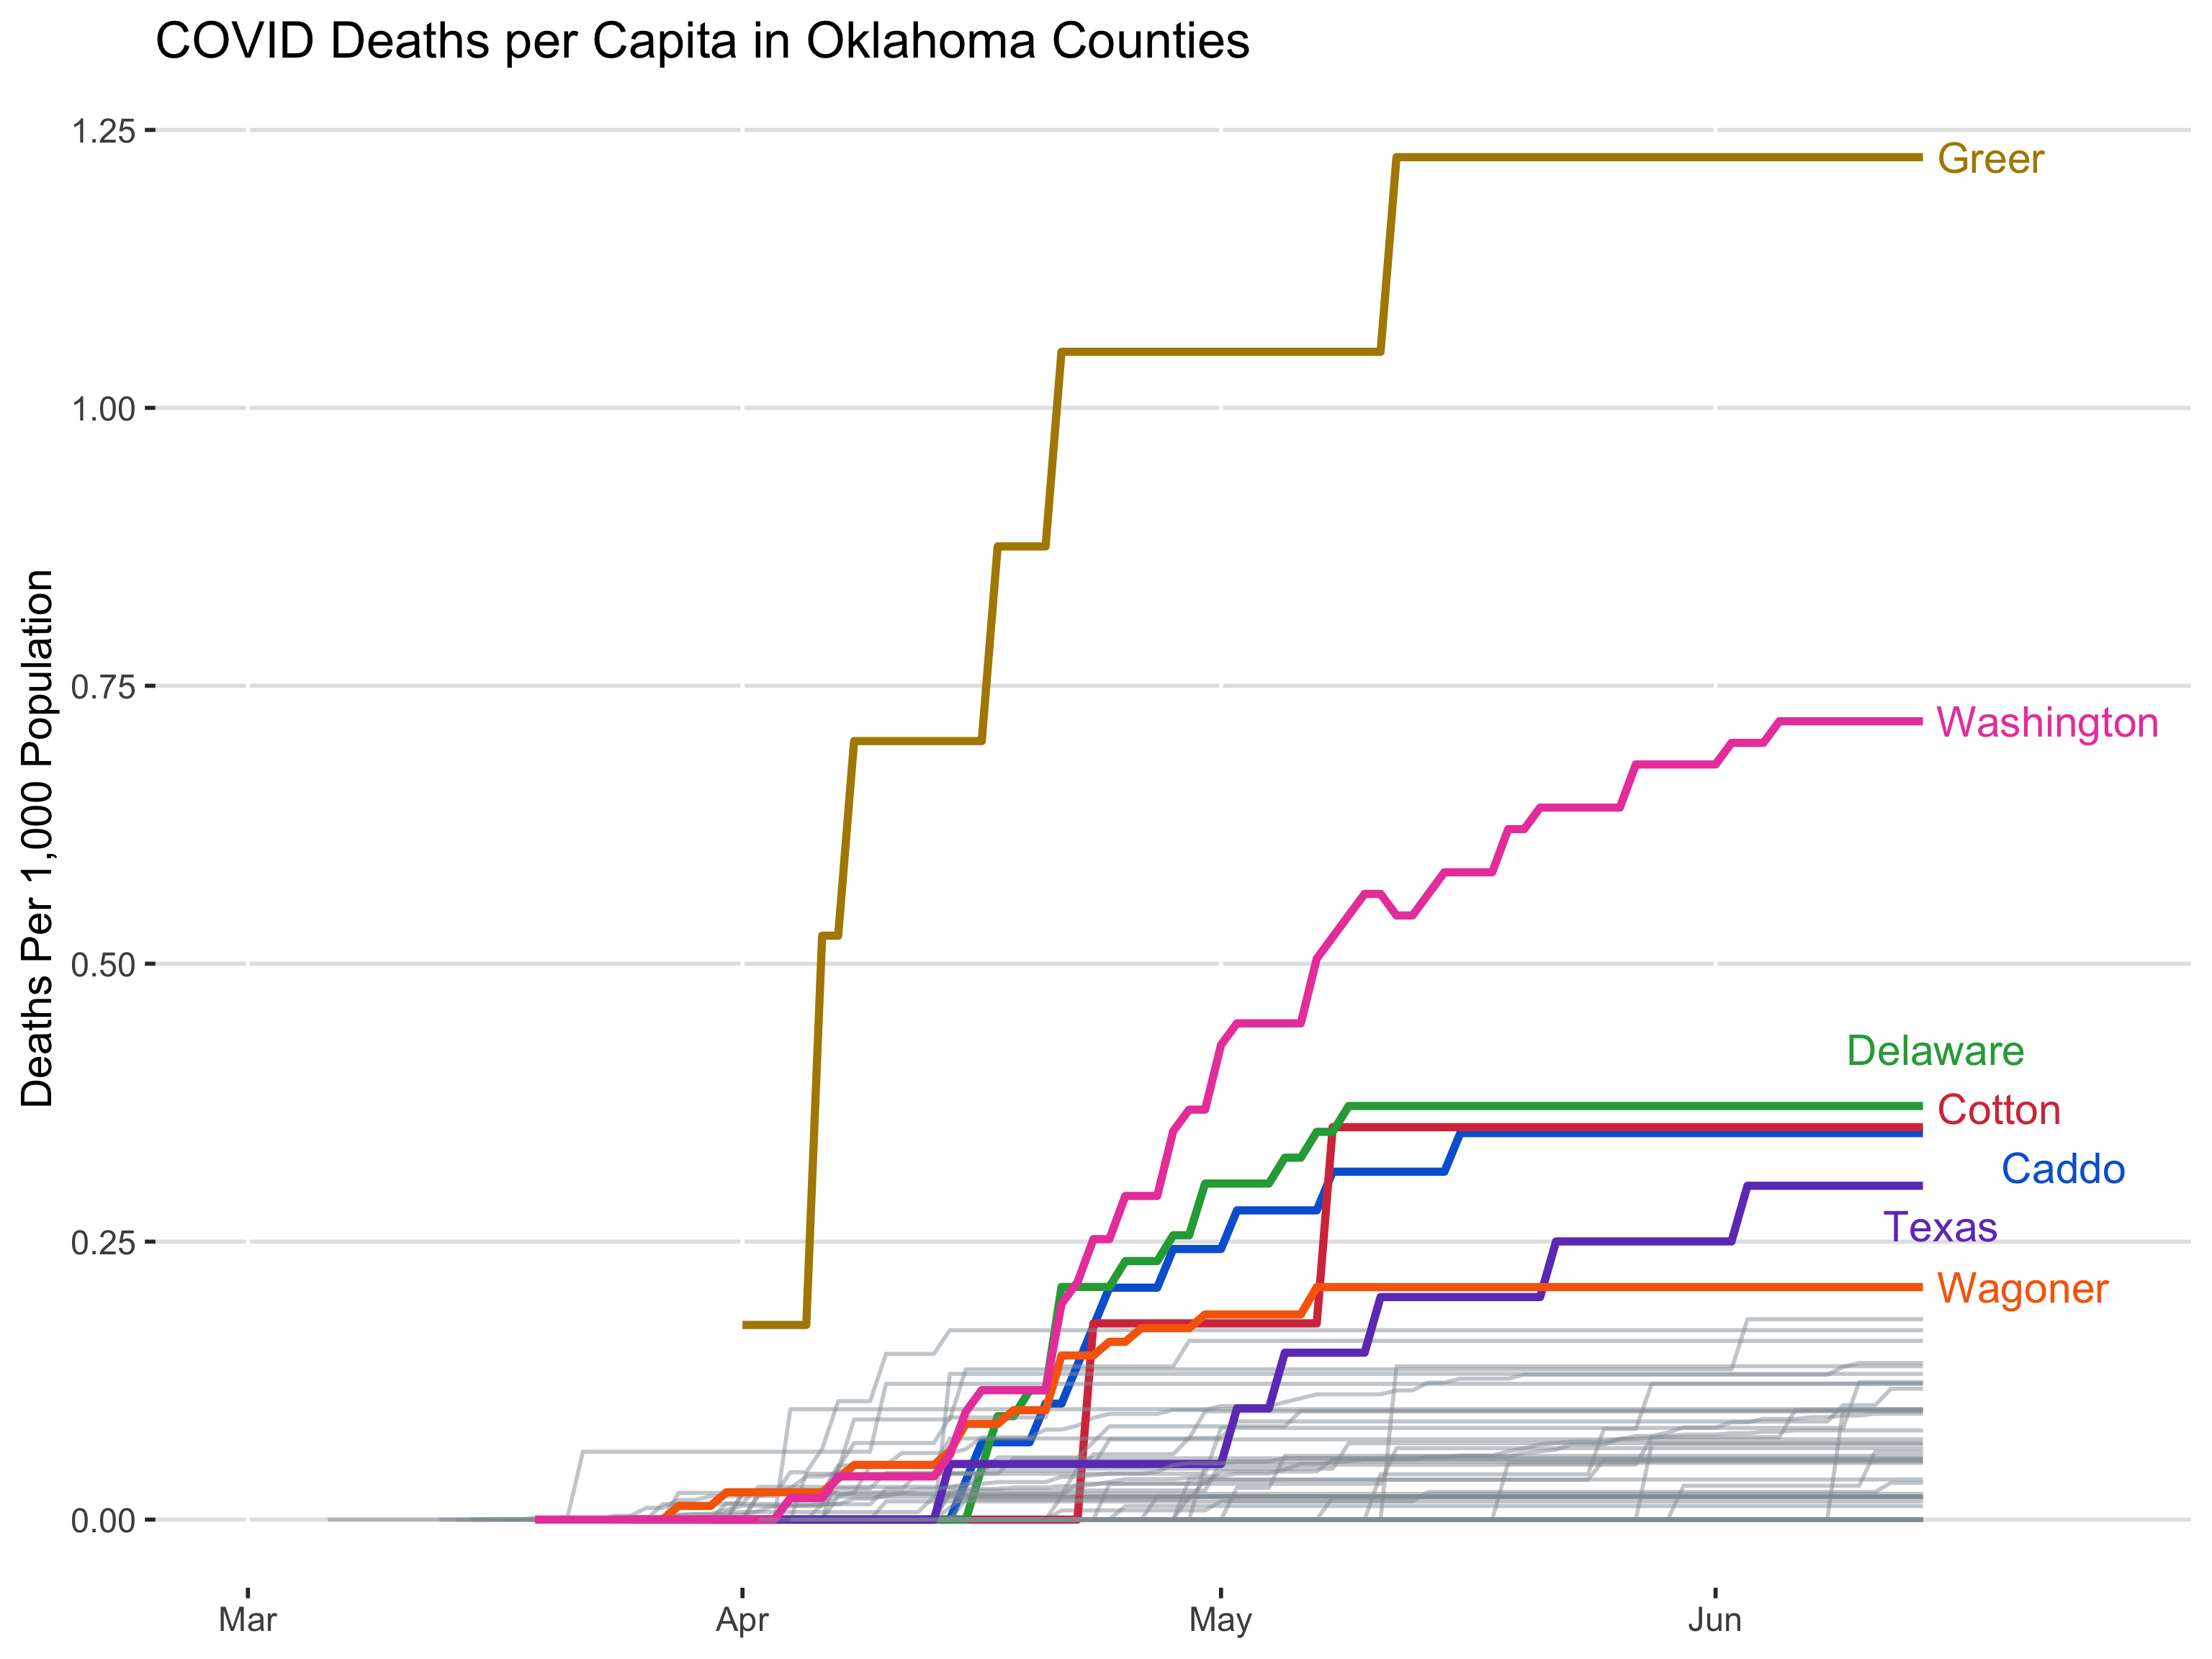 COVID Deaths per Capita in Oklahoma Counties
Deaths Per 1,000 Population
1.25
1.00
0.75
0.50
0.25
0.00
Greer
Washington
Delaware
Cotton
Caddo
Texas
Wagoner
Mar
Apr
May
Jun